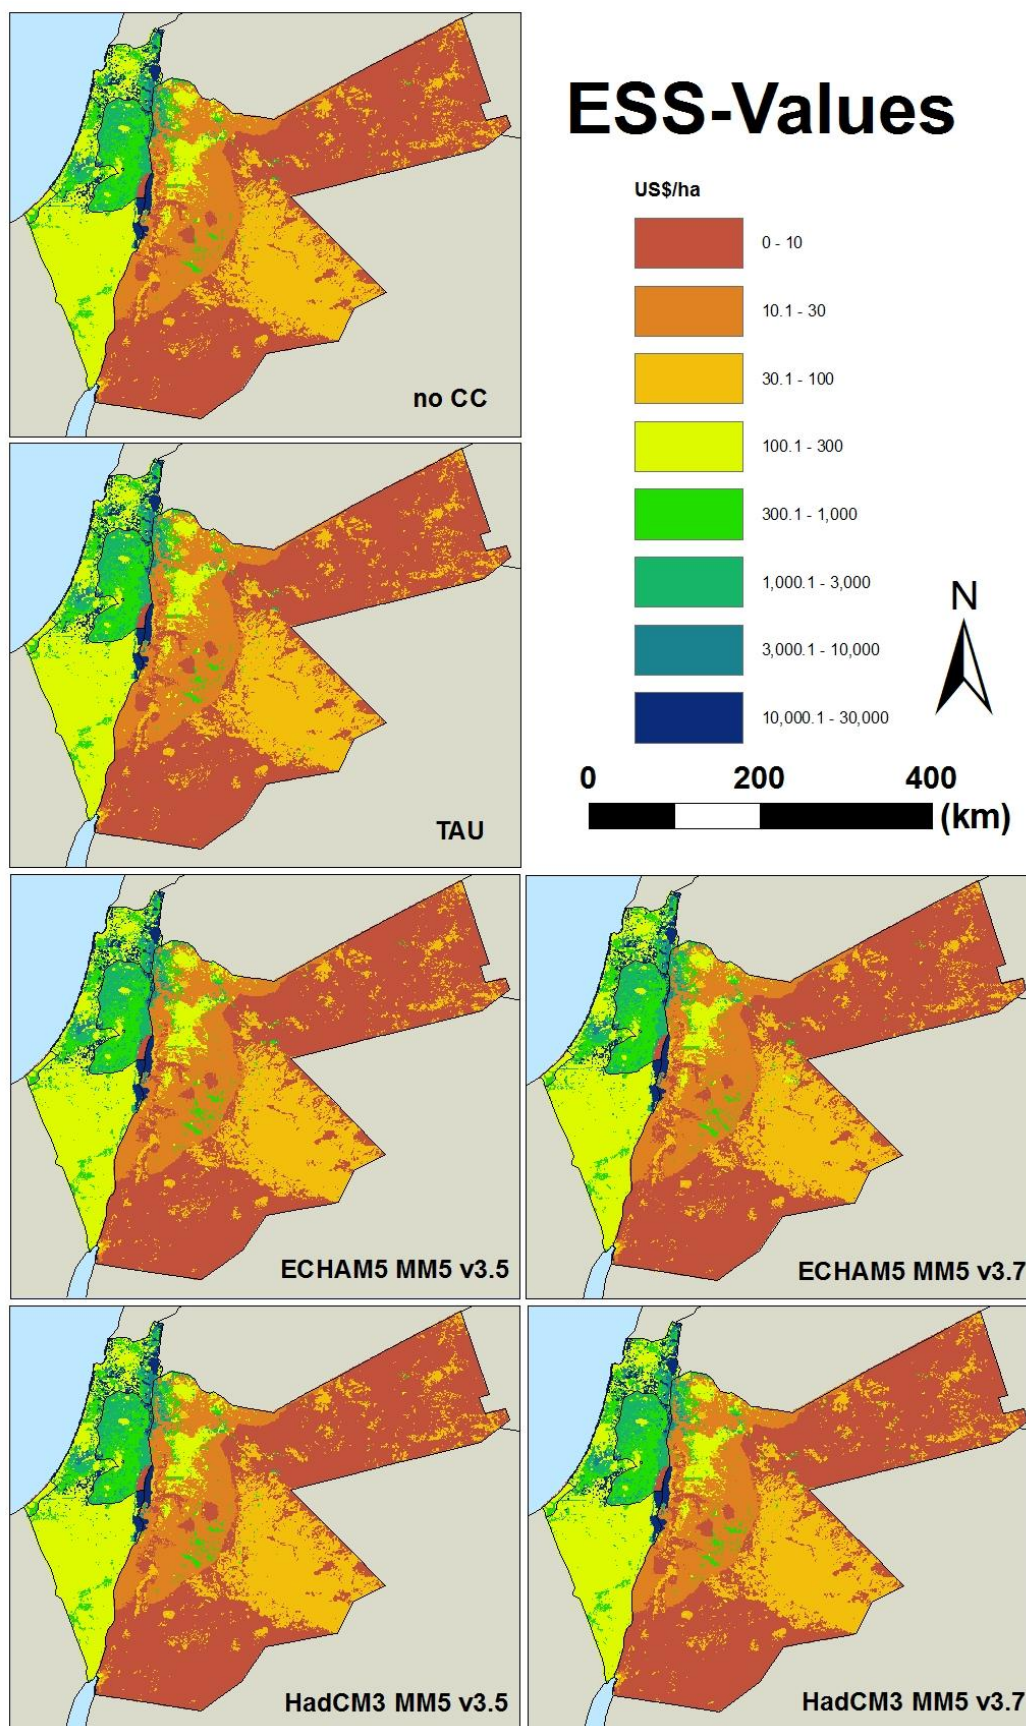 ESS-Values
US$/ha
0 - 10
10.1 - 30
30.1 - 100
100.1 - 300
300.1 - 1,000
1,000.1 - 3,000
3,000.1 - 10,000
10,000.1 - 30,000
N
0 200 400
(km)
no CC
TAU
ECHAM5 MM5 v3.5
ECHAM5 MM5 v3.7
HadCM3 MM5 v3.5
HadCM3 MM5 v3.7